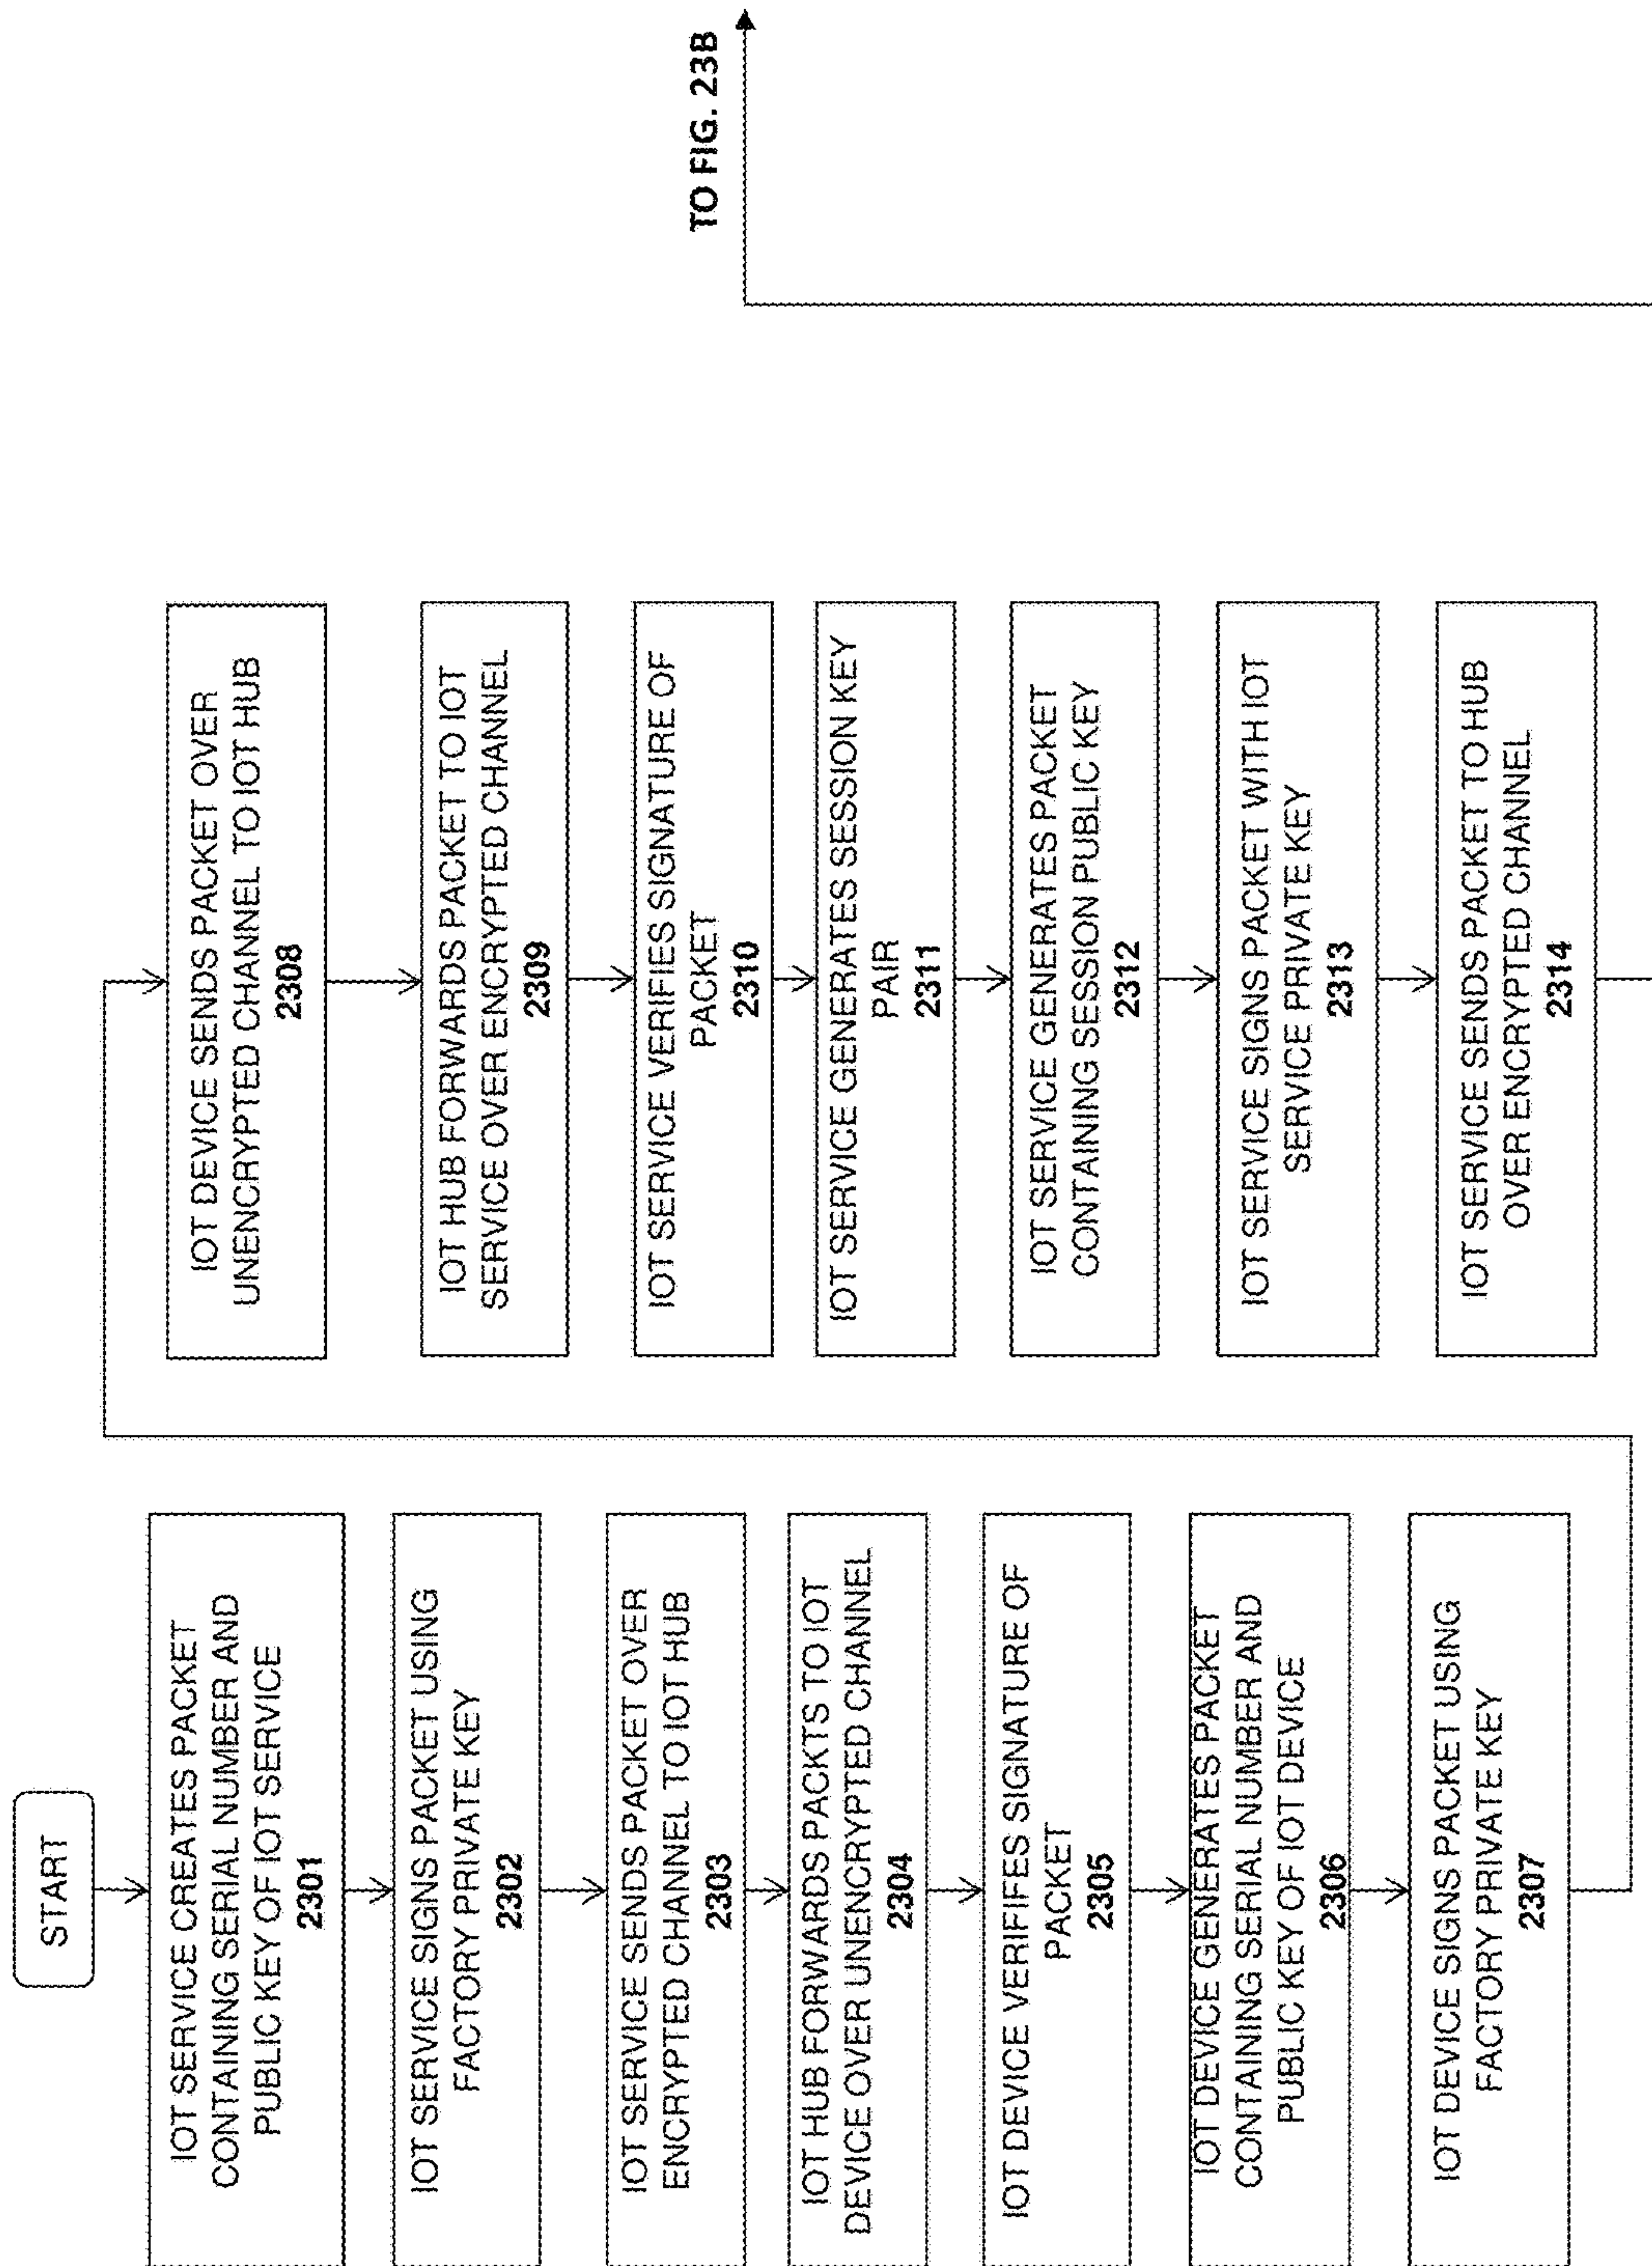 START
IOT SERVICE CREATES PACKET
CONTAINING SERIAL NUMBER AND
PUBLIC KEY OF IOT SERVICE
2301
IOT SERVICE SIGNS PACKET USING
FACTORY PRIVATE KEY
2302
IOT SERVICE SENDS PACKET OVER
ENCRYPTED CHANNEL TO IOT HUB
2303
IOT HUB FORWARDS PACKTS TO IOT
DEVICE OVER UNENCRYPTED CHANNEL
2304
IOT DEVICE VERIFIFES SIGNATURE OF
PACKET
2305
IOT DEVICE GENERATES PACKET
CONTAINING SERIAL NUMBER AND
PUBLIC KEY OF IOT DEVICE
2306
IOT DEVICE SIGNS PACKET USING
FACTORY PRIVATE KEY
2307
IOT DEVICE SENDS PACKET OVER
UNENCRYPTED CHANNEL TO IOT HUB
2308
IOT HUB FORWARDS PACKET TO IOT
SERVICE OVER ENCRYPTED CHANNEL
2309
IOT SERVICE VERIFIES SIGNATURE OF
PACKET
2310
IOT SERVICE GENERATES SESSION KEY
PAIR
2311
IOT SERVICE GENERATES PACKET
CONTAINING SESSION PUBLIC KEY
2312
IOT SERVICE SIGNS PACKET WITH IOT
SERVICE PRIVATE KEY
2313
IOT SERVICE SENDS PACKET TO HUB
OVER ENCRYPTED CHANNEL
2314
TO FIG. 23B